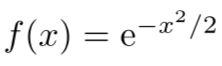 f(x) = e^{-x^2/2}